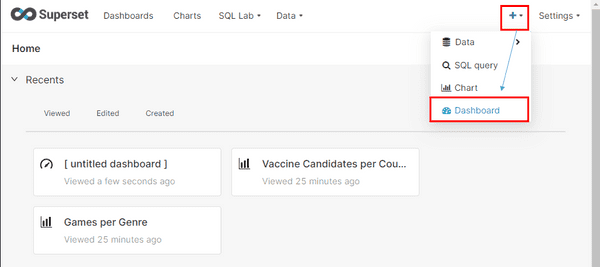 Superset Dashboards Charts SQL Lab Data + Settings
Home
Data
SQL query
Chart
Dashboard
Recents
Viewed Edited Created
[ untitled dashboard ]
Viewed a few seconds ago
Vaccine Candidates per Cou...
Viewed 25 minutes ago
Games per Genre
Viewed 25 minutes ago